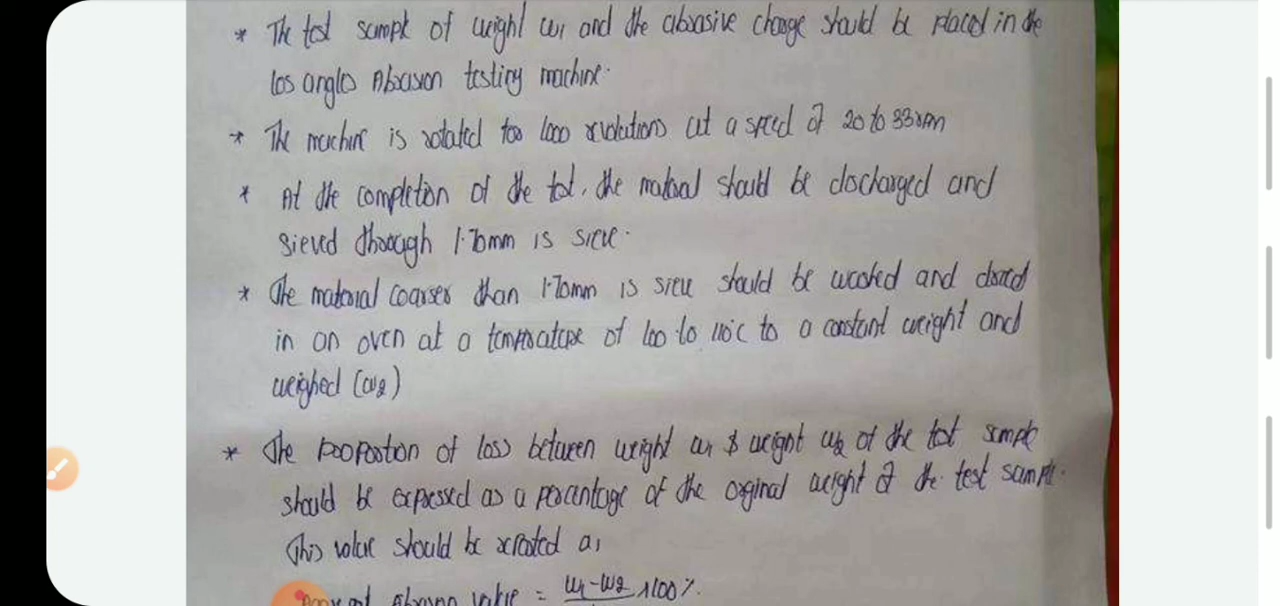 * The test sample of weight w1 and the abrasive charge should be placed in the
los angles Abrasion testing machine.
* The machine is rotated too 1000 revolutions at a speed of 20 to 33 rpm
* At the completion of the test, the material should be discharged and
sieved through 1.70mm is sieve.
* The material coarser than 1.70mm is sieve should be washed and dried
in an oven at a temperature of 100 to 110°c to a constant weight and
weighed (w2)
* The proportion of loss between weight w1 & weight w2 of the test sample
should be expressed as a percentage of the original weight of the test sample.
This value should be
Abrasion value = w1-w2 x100%